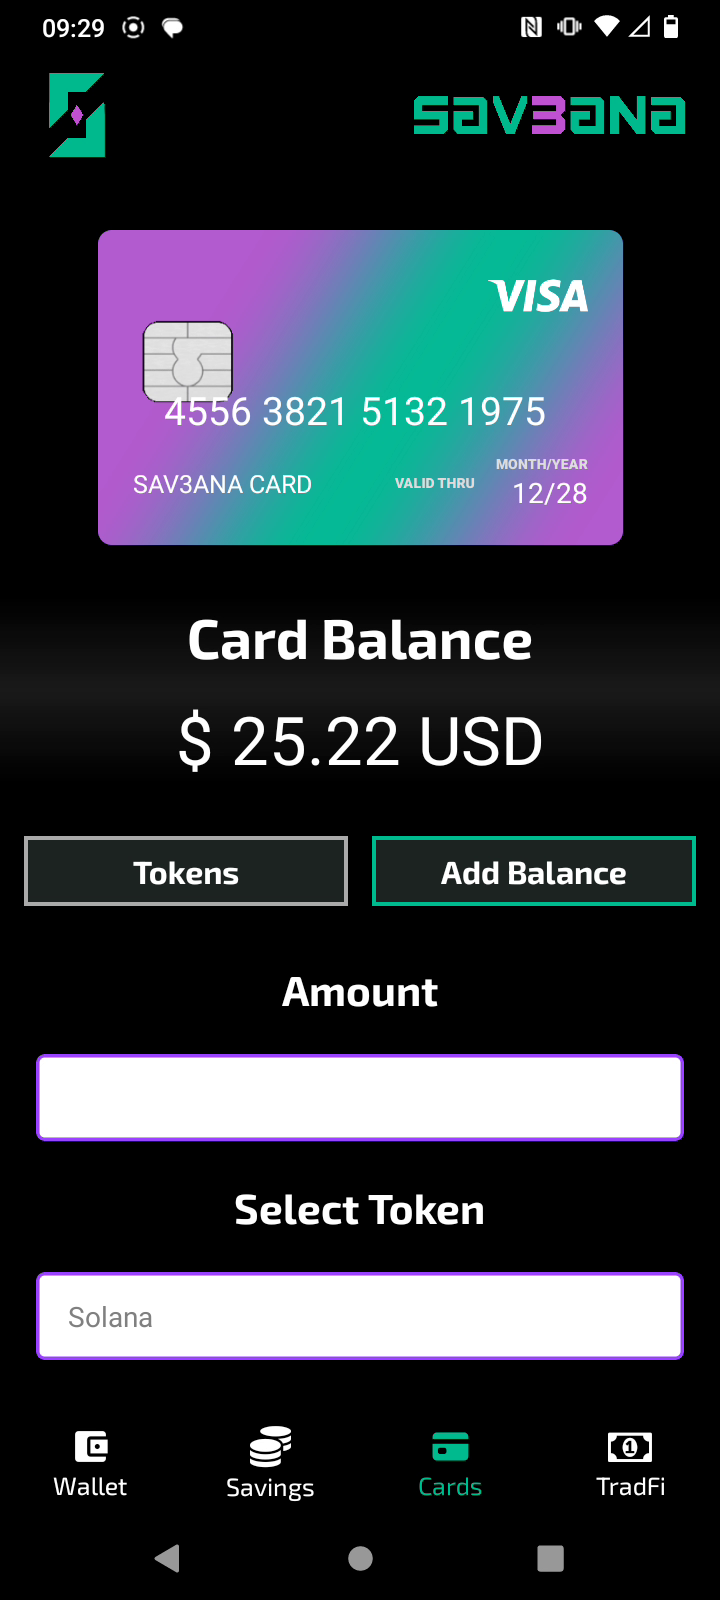 09:29
SAV3ANA
VISA
4556 3821 5132 1975
MONTH/YEAR
SAV3ANA CARD
VALID THRU
12/28
Card Balance
$ 25.22 USD
Tokens
Add Balance
Amount
Select Token
Solana
Wallet
Savings
Cards
TradFi